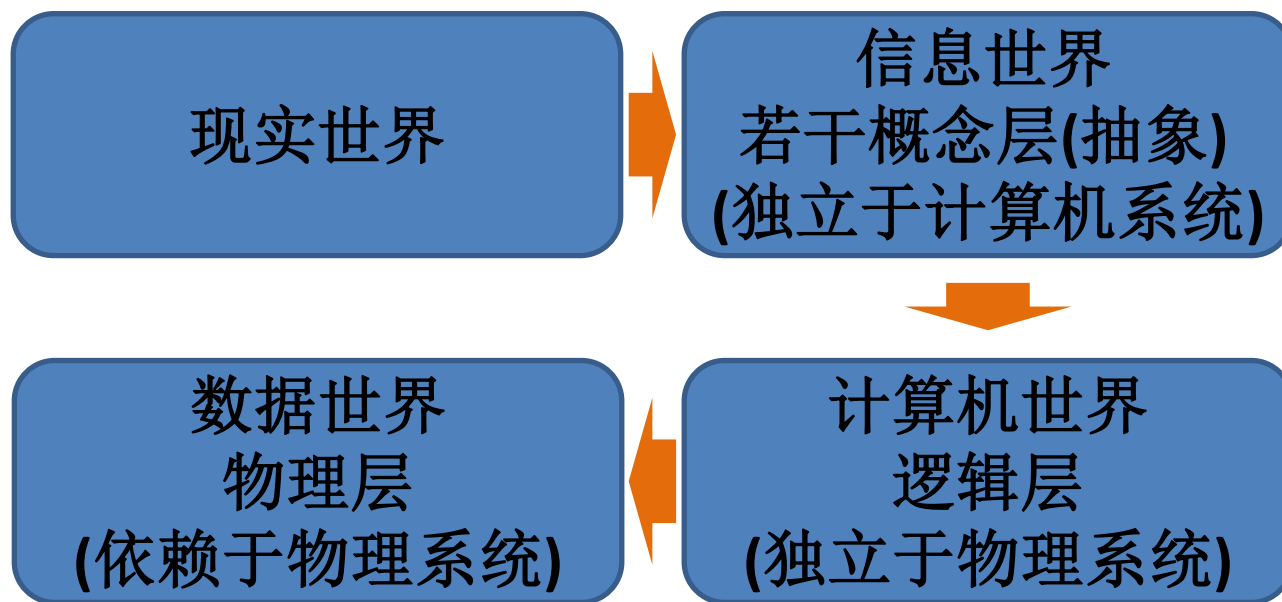 现实世界
信息世界
若干概念层(抽象)
(独立于计算机系统)
计算机世界
逻辑层
(独立于物理系统)
数据世界
物理层
(依赖于物理系统)